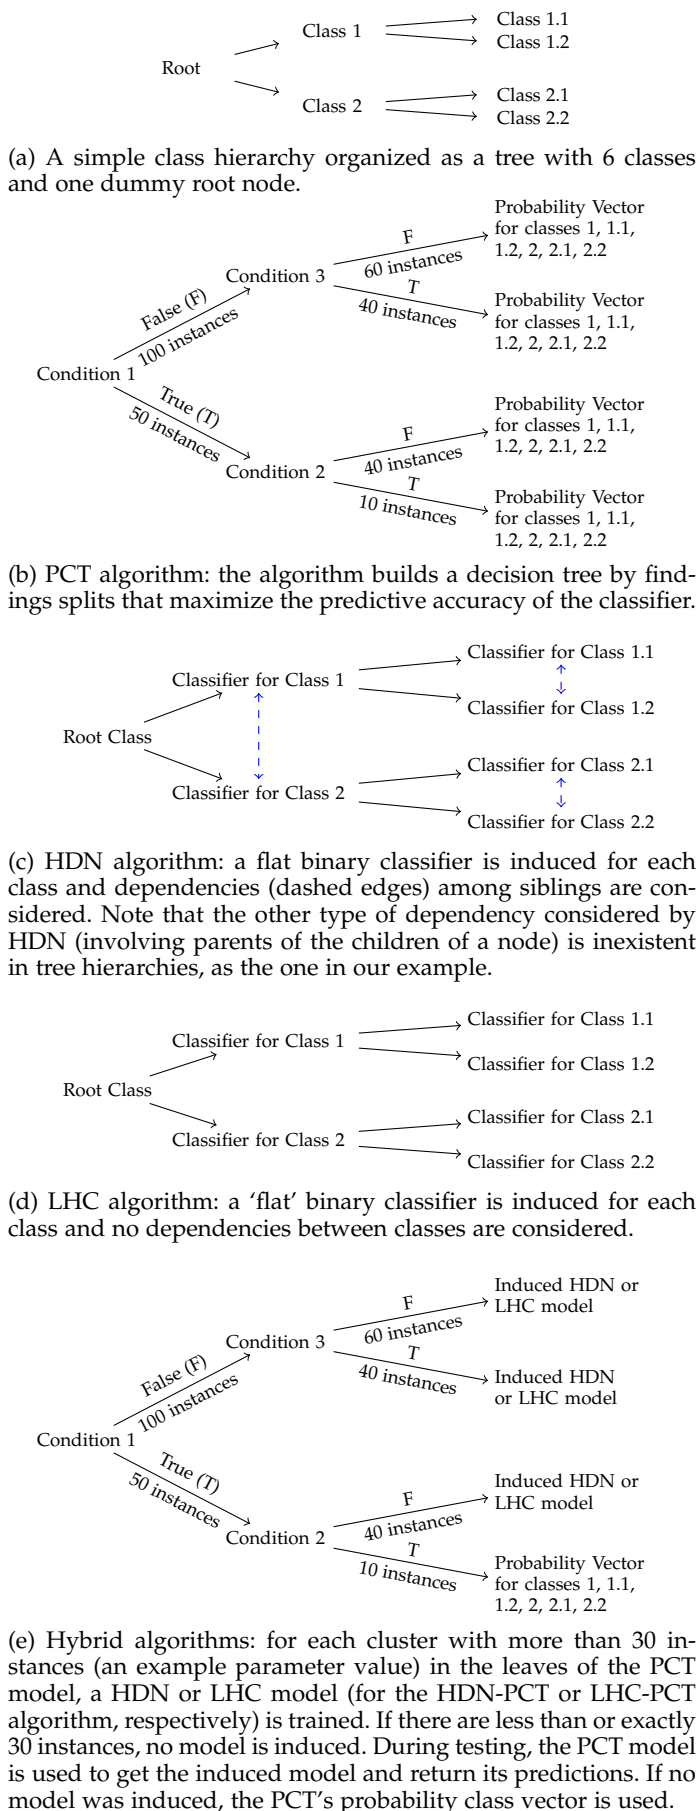 Class 1.1
Class 1
Class 1.2
Root
Class 2.1
Class 2
Class 2.2
(a) A simple class hierarchy organized as a tree with 6 classes
and one dummy root node.
Probability Vector
for classes 1, 1.1,
1.2, 2, 2.1, 2.2
F
60 instances
Condition 3
T
40 instances
Probability Vector
for classes 1, 1.1,
1.2, 2, 2.1, 2.2
False (F)
100 instances
Condition 1
True (T)
50 instances
Probability Vector
for classes 1, 1.1,
1.2, 2, 2.1, 2.2
F
40 instances
Condition 2
T
10 instances
Probability Vector
for classes 1, 1.1,
1.2, 2, 2.1, 2.2
(b) PCT algorithm: the algorithm builds a decision tree by find-
ings splits that maximize the predictive accuracy of the classifier.
Classifier for Class 1.1
Classifier for Class 1
Classifier for Class 1.2
Root Class
Classifier for Class 2.1
Classifier for Class 2
Classifier for Class 2.2
(c) HDN algorithm: a flat binary classifier is induced for each
class and dependencies (dashed edges) among siblings are con-
sidered. Note that the other type of dependency considered by
HDN (involving parents of the children of a node) is inexistent
in tree hierarchies, as the one in our example.
Classifier for Class 1.1
Classifier for Class 1
Classifier for Class 1.2
Root Class
Classifier for Class 2.1
Classifier for Class 2
Classifier for Class 2.2
(d) LHC algorithm: a ‘flat’ binary classifier is induced for each
class and no dependencies between classes are considered.
Induced HDN or
LHC model
F
60 instances
Condition 3
T
40 instances
Induced HDN
or LHC model
False (F)
100 instances
Condition 1
True (T)
50 instances
Induced HDN or
LHC model
F
40 instances
Condition 2
T
10 instances
Probability Vector
for classes 1, 1.1,
1.2, 2, 2.1, 2.2
(e) Hybrid algorithms: for each cluster with more than 30 in-
stances (an example parameter value) in the leaves of the PCT
model, a HDN or LHC model (for the HDN-PCT or LHC-PCT
algorithm, respectively) is trained. If there are less than or exactly
30 instances, no model is induced. During testing, the PCT model
is used to get the induced model and return its predictions. If no
model was induced, the PCT’s probability class vector is used.